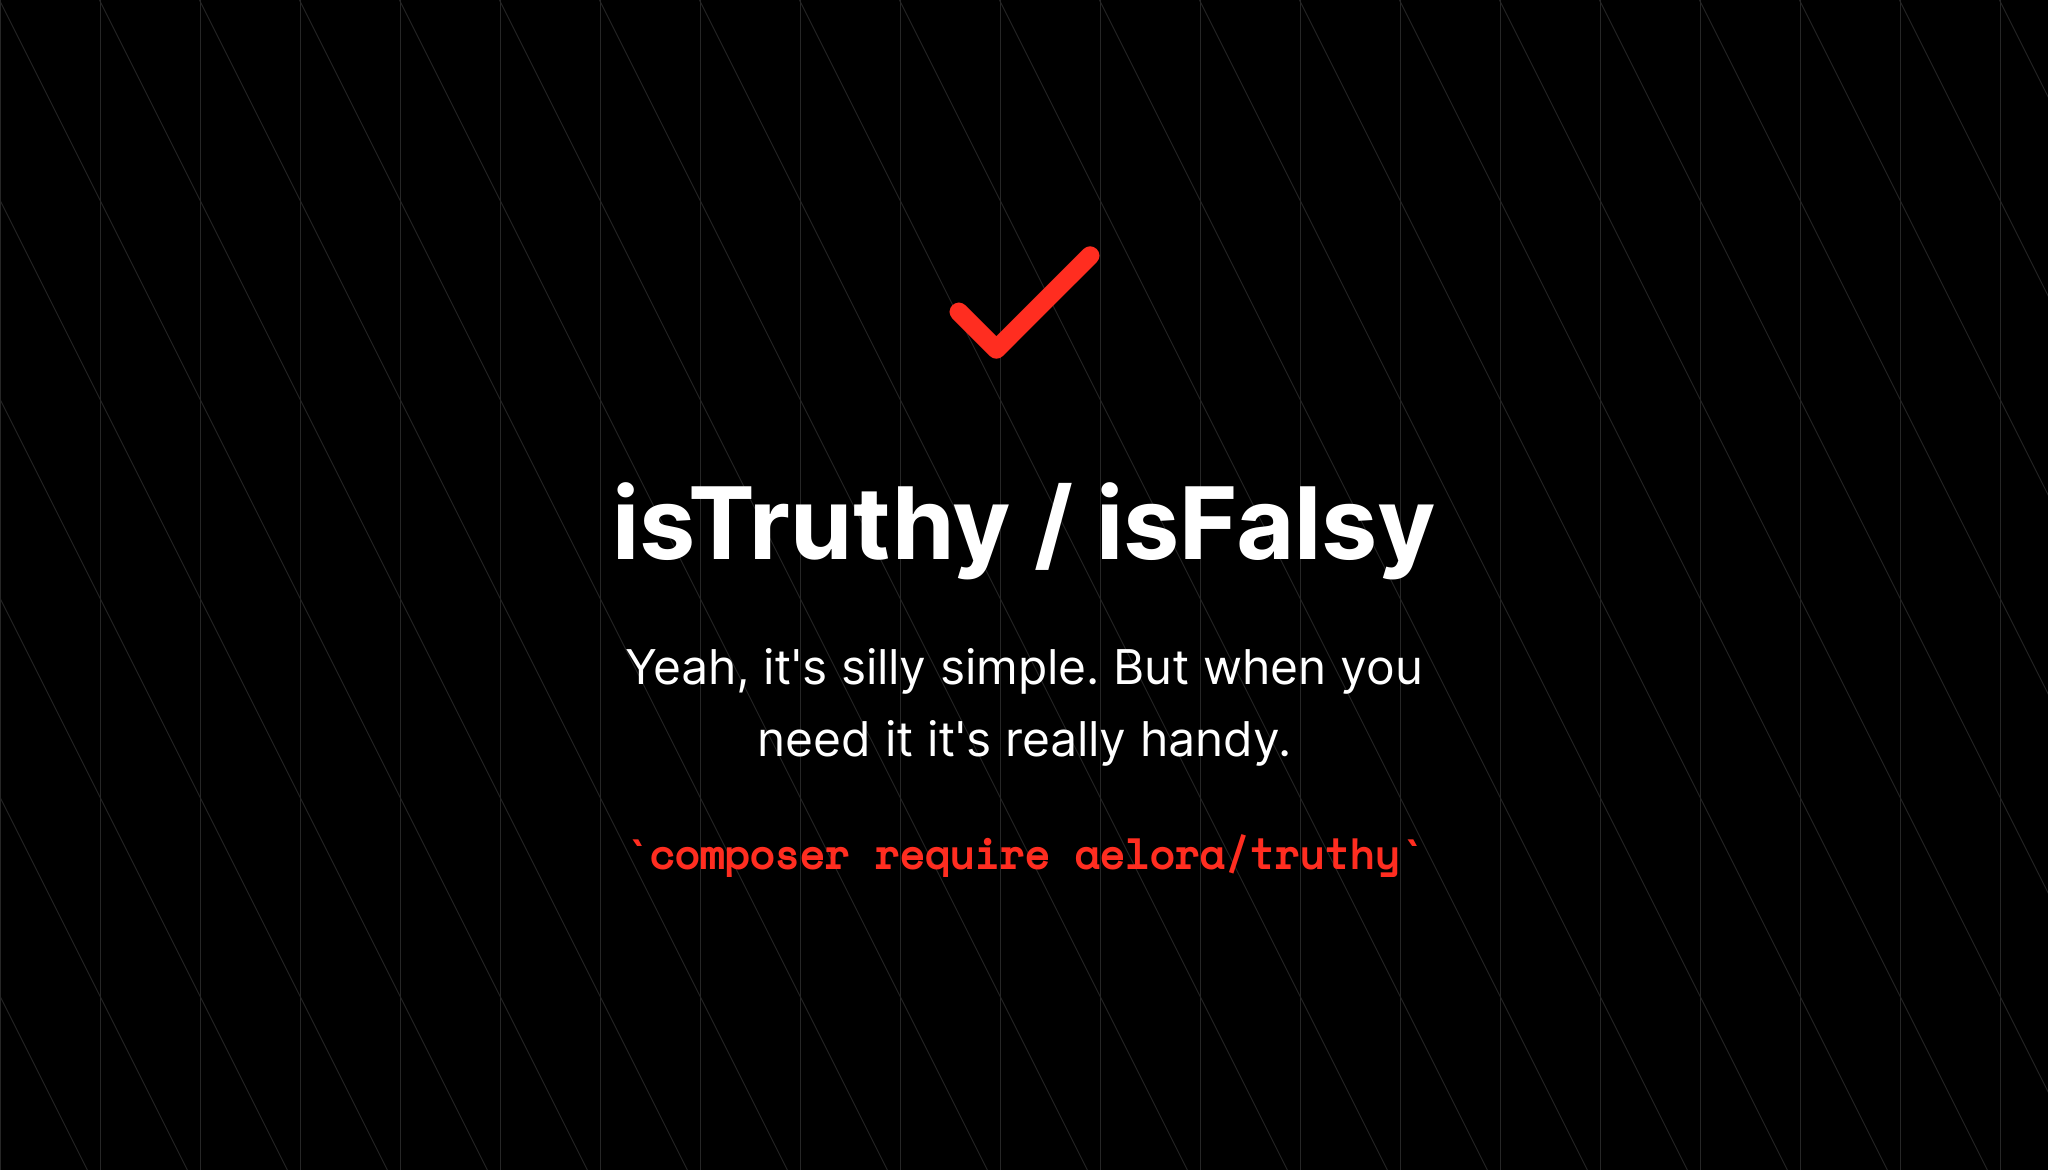 isTruthy / isFalsy
Yeah, it's silly simple. But when you
need it it's really handy.
`composer require aelora/truthy`